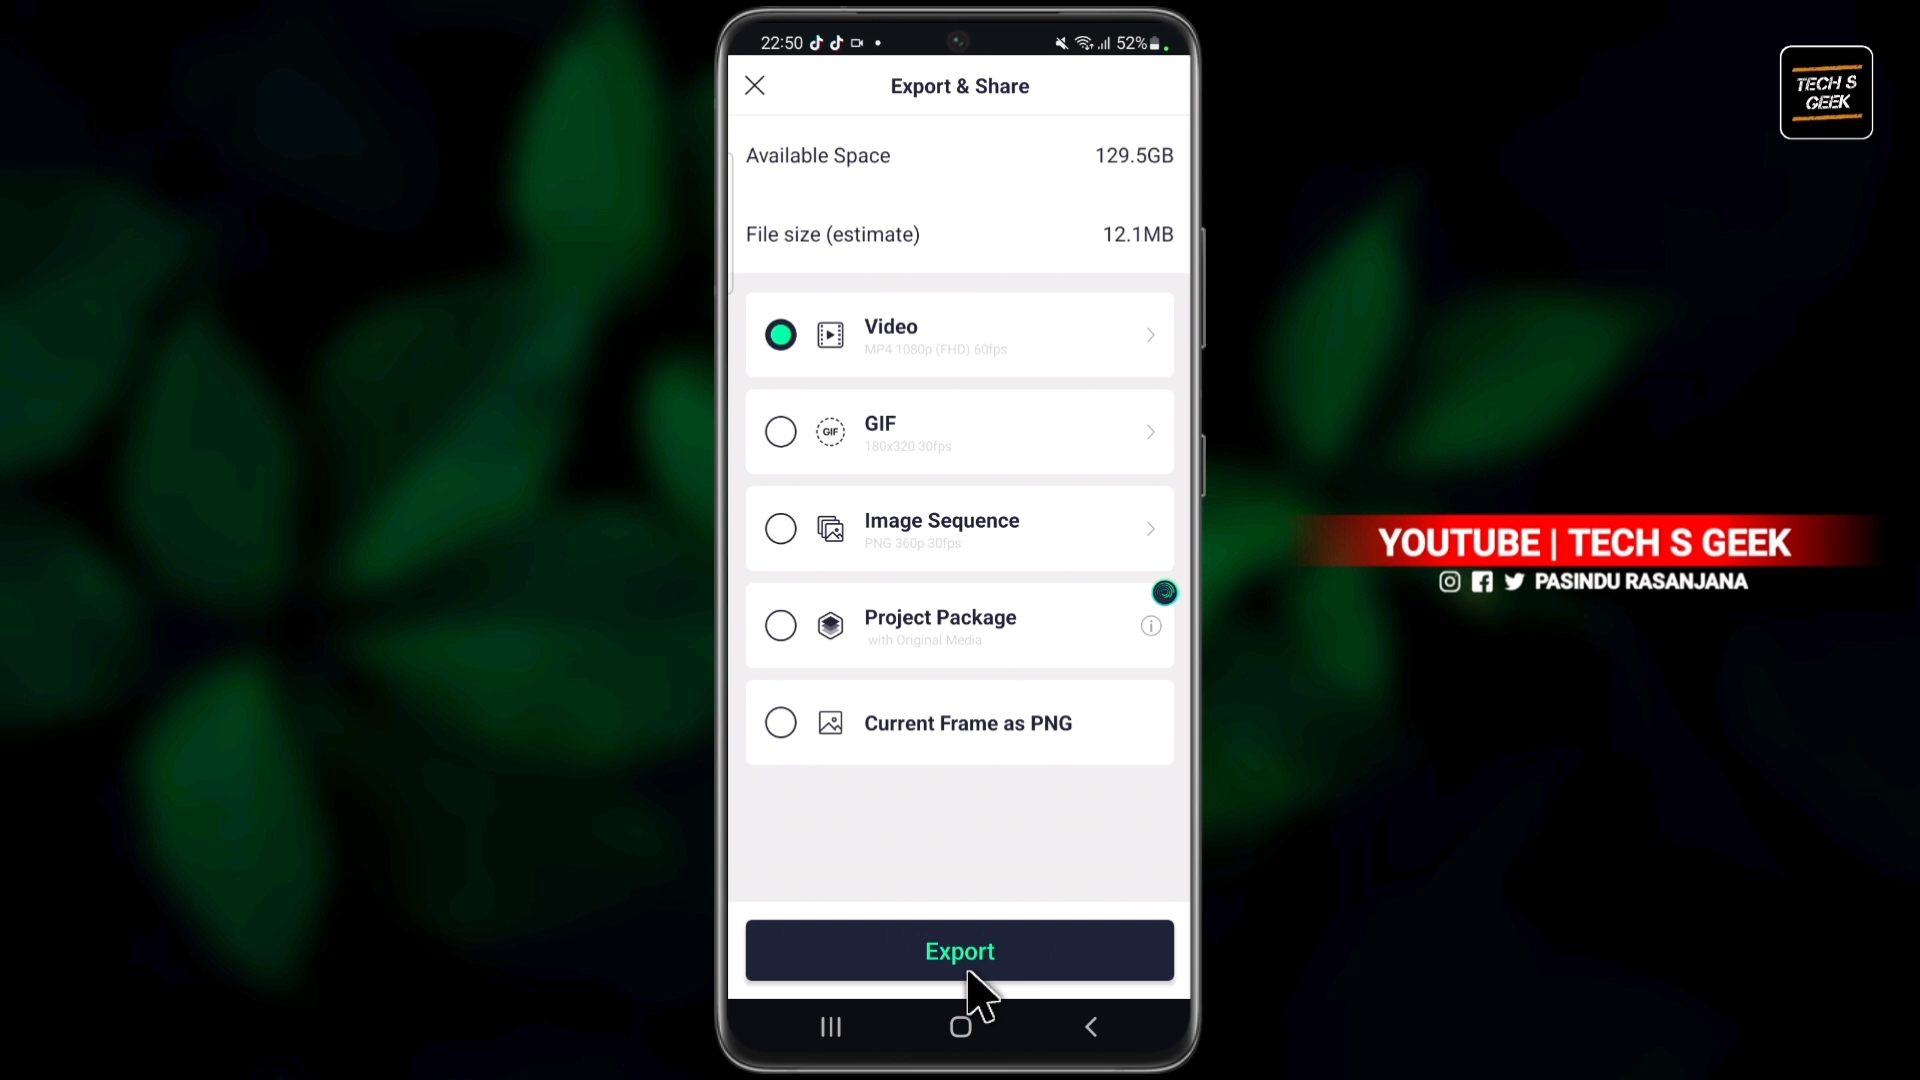 22:50
52%
Export & Share
Available Space 129.5GB
File size (estimate) 12.1MB
Video
MP4 1080p (FHD) 60fps
GIF
GIF
180x320 30fps
Image Sequence
PNG 360p 30fps
Project Package
with Original Media
Current Frame as PNG
Export
TECH S
GEEK
YOUTUBE | TECH S GEEK
PASINDU RASANJANA